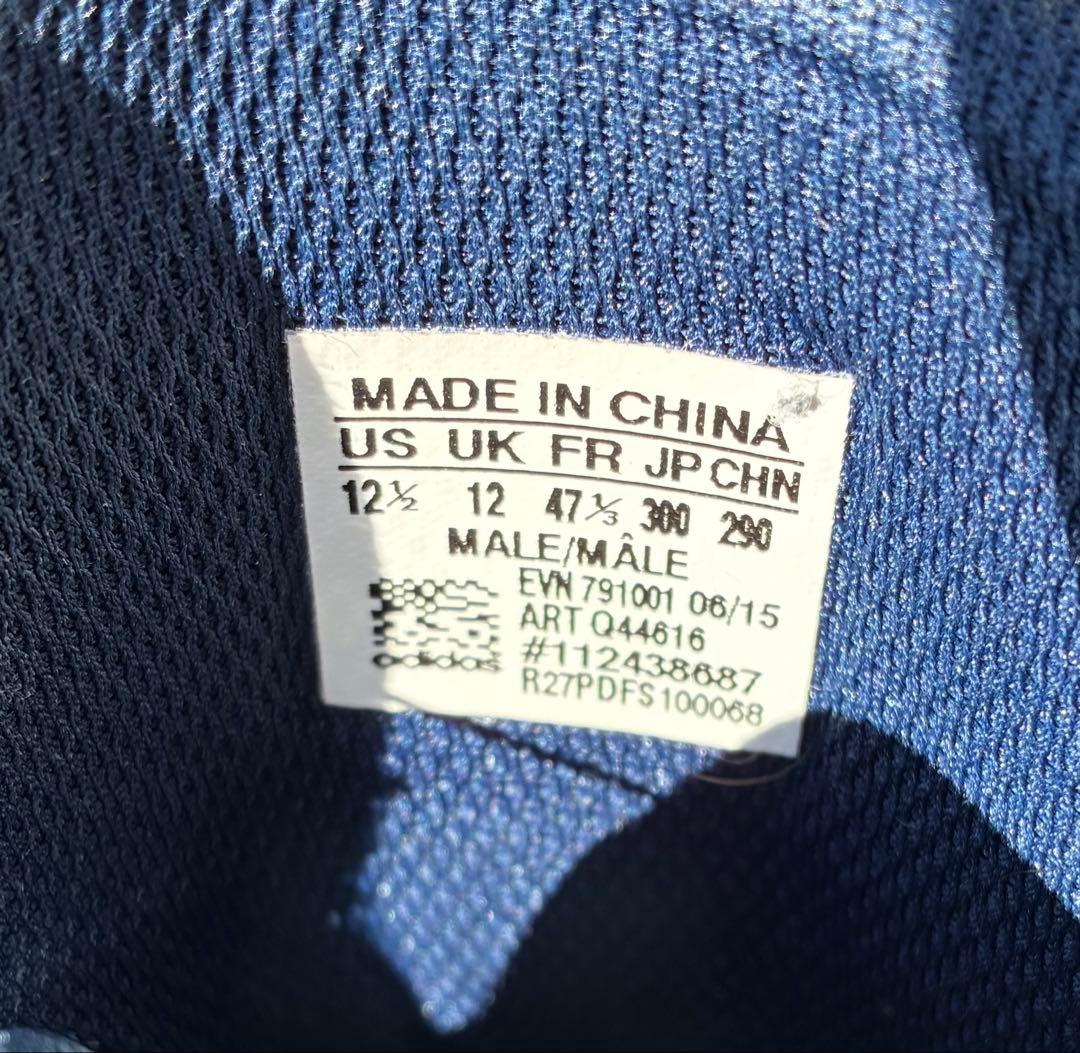 MADE IN CHINA
US UK FR JP CHN
12½ 12 47⅓ 300 290
MALE/MÂLE
EVN 791001 06/15
ART Q44616
#112438687
adidas R27PDFS100068